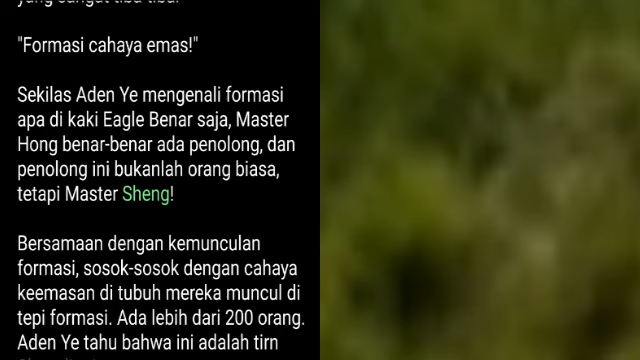 "Formasi cahaya emas!"
Sekilas Aden Ye mengenali formasi
apa di kaki Eagle Benar saja, Master
Hong benar-benar ada penolong, dan
penolong ini bukanlah orang biasa,
tetapi Master Sheng!
Bersamaan dengan kemunculan
formasi, sosok-sosok dengan cahaya
keemasan di tubuh mereka muncul di
tepi formasi. Ada lebih dari 200 orang.
Aden Ye tahu bahwa ini adalah tirn